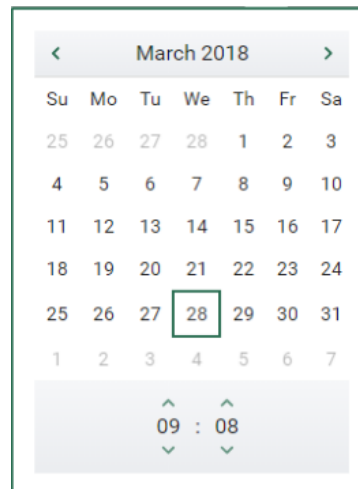 March 2018
Su Mo Tu We Th Fr Sa
25 26 27 28 1 2 3
4 5 6 7 8 9 10
11 12 13 14 15 16 17
18 19 20 21 22 23 24
25 26 27 28 29 30 31
1 2 3 4 5 6 7
09 : 08